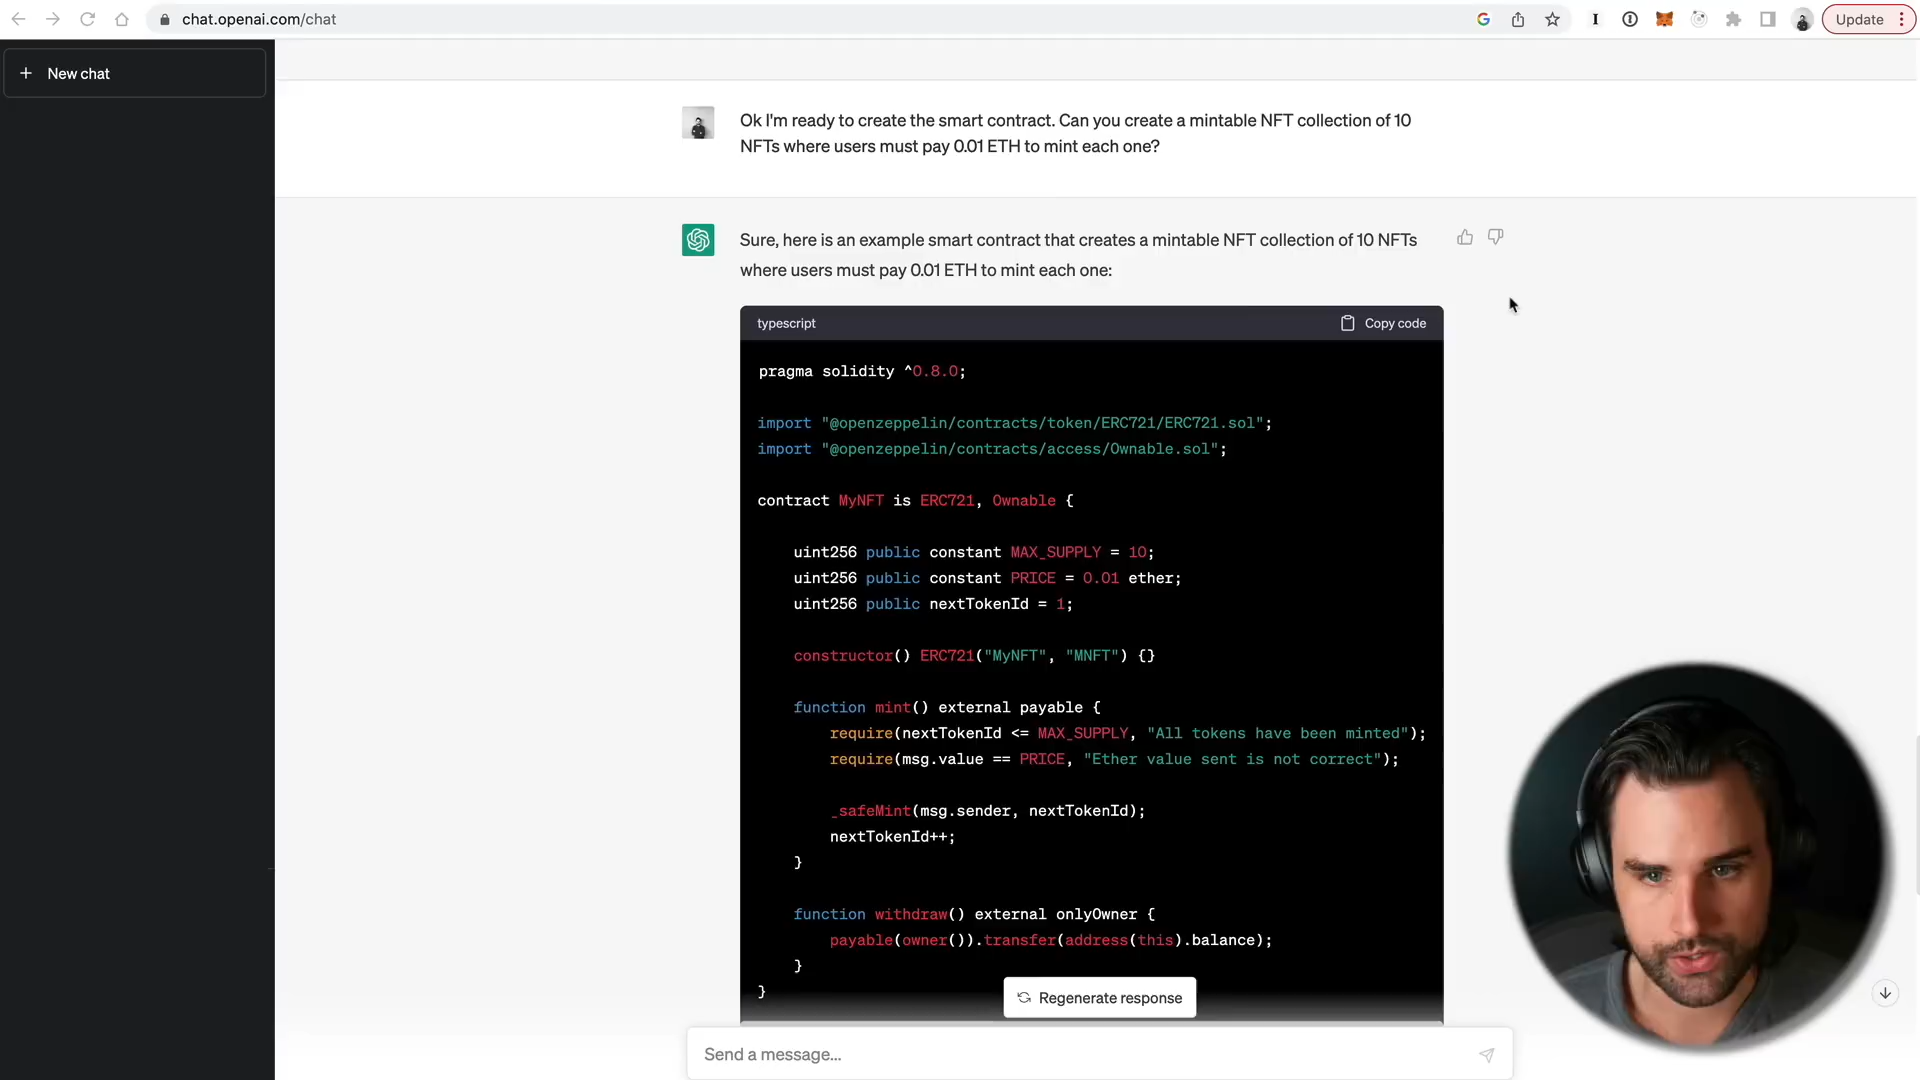 chat.openai.com/chat
Update
New chat
Ok I'm ready to create the smart contract. Can you create a mintable NFT collection of 10
NFTs where users must pay 0.01 ETH to mint each one?
Sure, here is an example smart contract that creates a mintable NFT collection of 10 NFTs
where users must pay 0.01 ETH to mint each one:
typescript
Copy code
pragma solidity ^0.8.0;
import "@openzeppelin/contracts/token/ERC721/ERC721.sol";
import "@openzeppelin/contracts/access/Ownable.sol";
contract MyNFT is ERC721, Ownable {
uint256 public constant MAX_SUPPLY = 10;
uint256 public constant PRICE = 0.01 ether;
uint256 public nextTokenId = 1;
constructor() ERC721("MyNFT", "MNFT") {}
function mint() external payable {
require(nextTokenId <= MAX_SUPPLY, "All tokens have been minted");
require(msg.value == PRICE, "Ether value sent is not correct");
_safeMint(msg.sender, nextTokenId);
nextTokenId++;
}
function withdraw() external onlyOwner {
payable(owner()).transfer(address(this).balance);
}
}
Regenerate response
Send a message...